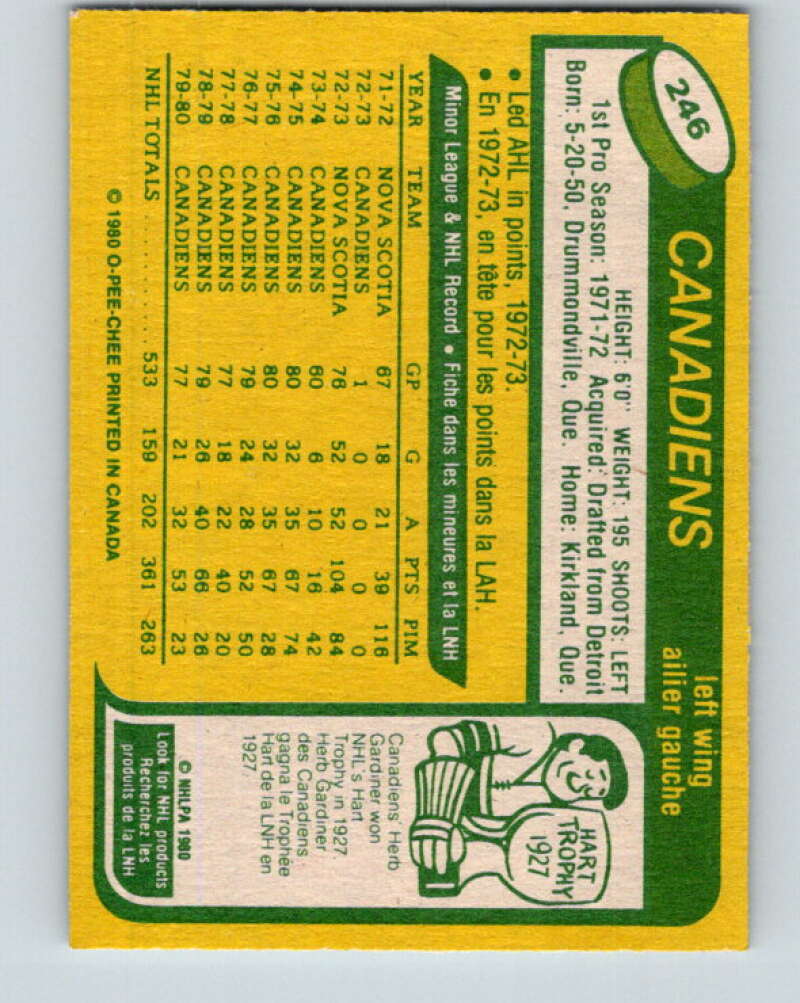 246
CANADIENS
left wing
ailier gauche
HEIGHT: 6'0" WEIGHT: 195 SHOOTS: LEFT
1st Pro Season: 1971-72 Acquired: Drafted from Detroit
Born: 5-20-50, Drummondville, Que. Home: Kirkland, Que.
• Led AHL in points, 1972-73.
• En 1972-73, en tête pour les points dans la LAH.
Minor League & NHL Record • Fiche dans les mineures et la LNH
YEAR TEAM GP G A PTS PIM
71-72 NOVA SCOTIA 67 18 21 39 116
72-73 CANADIENS 1 0 0 0 0
72-73 NOVA SCOTIA 76 52 52 104 84
73-74 CANADIENS 60 6 10 16 42
74-75 CANADIENS 80 32 35 67 74
75-76 CANADIENS 80 32 35 67 28
76-77 CANADIENS 79 24 28 52 50
77-78 CANADIENS 77 18 22 40 20
78-79 CANADIENS 79 26 40 66 26
79-80 CANADIENS 77 21 32 53 23
NHL TOTALS .......... 533 159 202 361 263
© 1980 O-PEE-CHEE PRINTED IN CANADA
HART
TROPHY
1927
Canadiens' Herb
Gardiner won
NHL's Hart
Trophy in 1927.
Herb Gardiner
des Canadiens
gagna le Trophée
Hart de la LNH en
1927.
© NHLPA 1980
Look for NHL products
Recherchez les
produits de la LNH